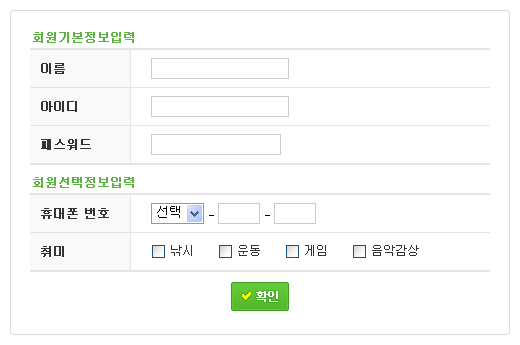 회원기본정보입력
이름
아이디
패스워드
회원선택정보입력
휴대폰 번호 선택 - -
취미 낚시 운동 게임 음악감상
확인